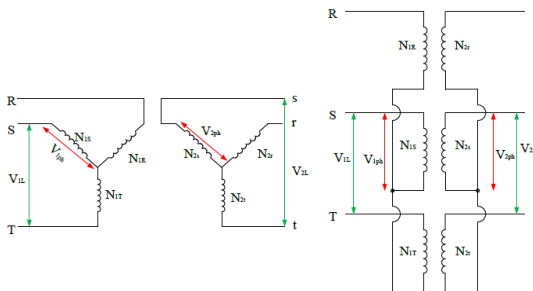 R
S
T
V1L
V1ph
N1S
N1R
N1T
s
r
t
V2L
V2ph
N2s
N2r
N2t
R
N1R
N2r
S
V1L
V1ph
N1S
N2s
V2ph
V2
T
N1T
N2t